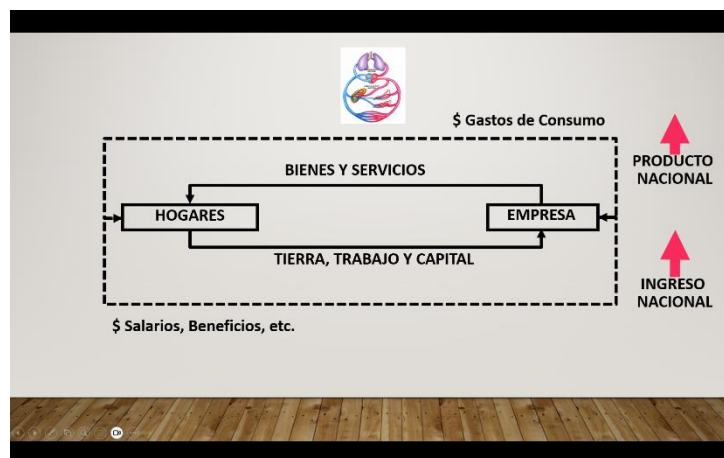 $ Gastos de Consumo
BIENES Y SERVICIOS
PRODUCTO
NACIONAL
HOGARES
EMPRESA
TIERRA, TRABAJO Y CAPITAL
INGRESO
NACIONAL
$ Salarios, Beneficios, etc.